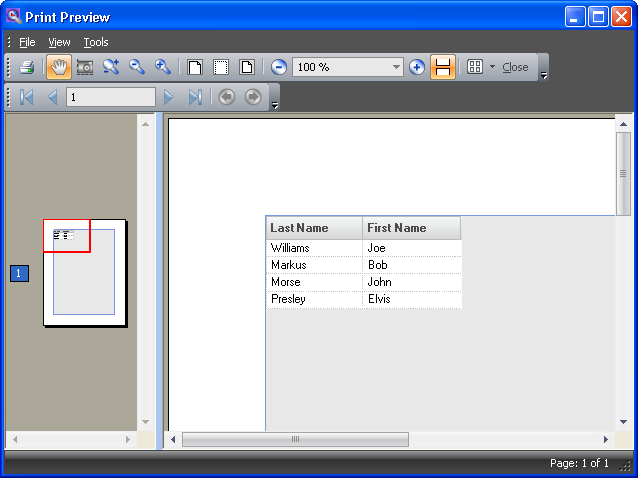 Print Preview
File View Tools
100 % Close
1
Last Name First Name
Williams Joe
Markus Bob
Morse John
Presley Elvis
1
Page: 1 of 1